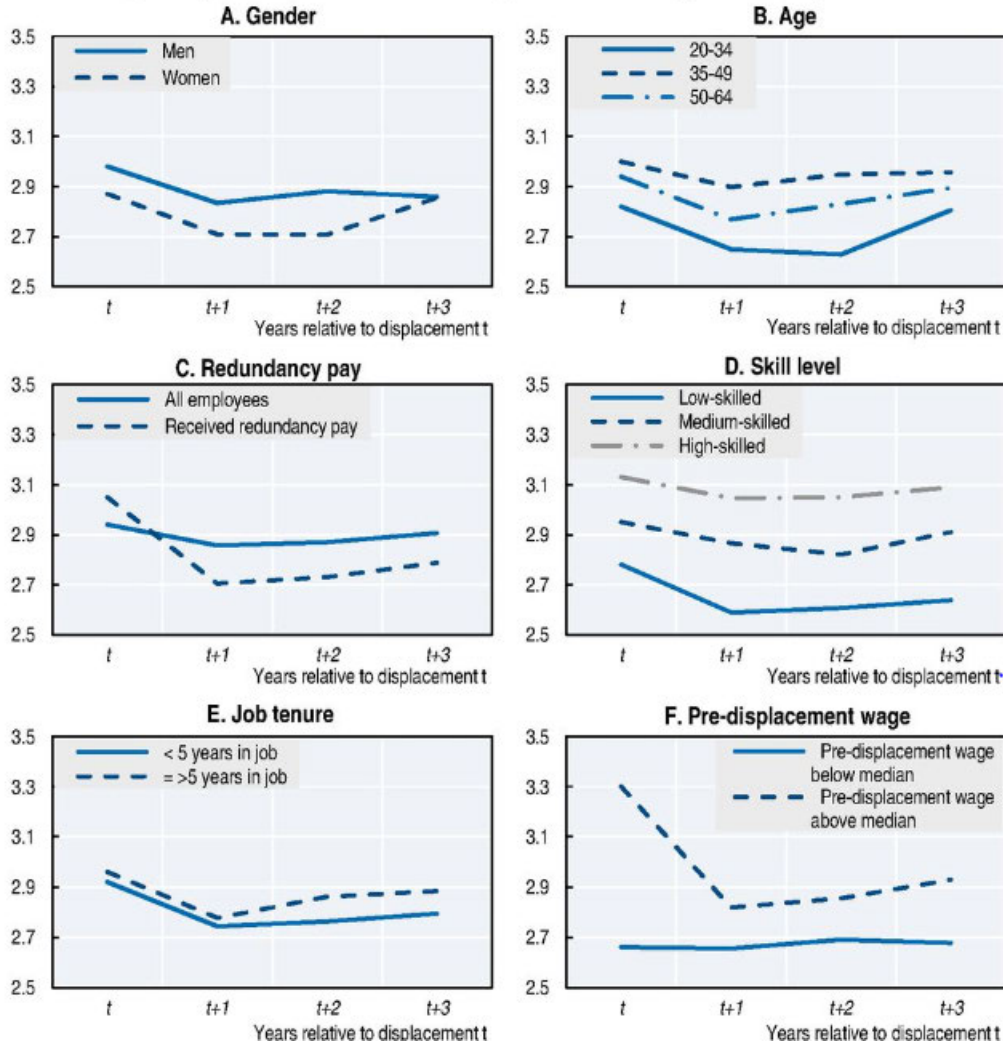 A. Gender
3.5
3.3
3.1
2.9
2.7
2.5
Men
Women
t
t+1
t+2
t+3
Years relative to displacement t
B. Age
3.5
3.3
3.1
2.9
2.7
2.5
20-34
35-49
50-64
t
t+1
t+2
t+3
Years relative to displacement t
C. Redundancy pay
3.5
3.3
3.1
2.9
2.7
2.5
All employees
Received redundancy pay
t
t+1
t+2
t+3
Years relative to displacement t
D. Skill level
3.5
3.3
3.1
2.9
2.7
2.5
Low-skilled
Medium-skilled
High-skilled
t
t+1
t+2
t+3
Years relative to displacement t
E. Job tenure
3.5
3.3
3.1
2.9
2.7
2.5
< 5 years in job
= >5 years in job
t
t+1
t+2
t+3
Years relative to displacement t
F. Pre-displacement wage
3.5
3.3
3.1
2.9
2.7
2.5
Pre-displacement wage
below median
Pre-displacement wage
above median
t
t+1
t+2
t+3
Years relative to displacement t